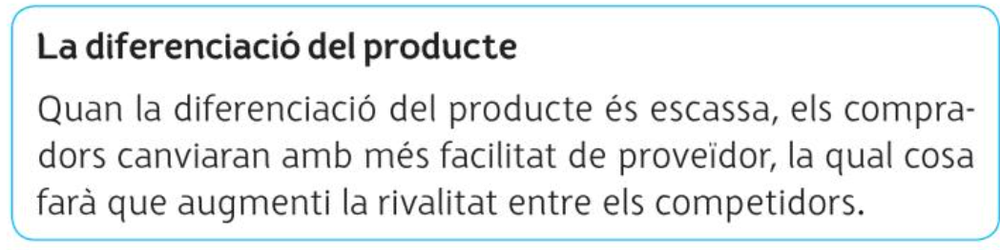 La diferenciació del producte
Quan la diferenciació del producte és escassa, els compra-
dors canviaran amb més facilitat de proveïdor, la qual cosa
farà que augmenti la rivalitat entre els competidors.